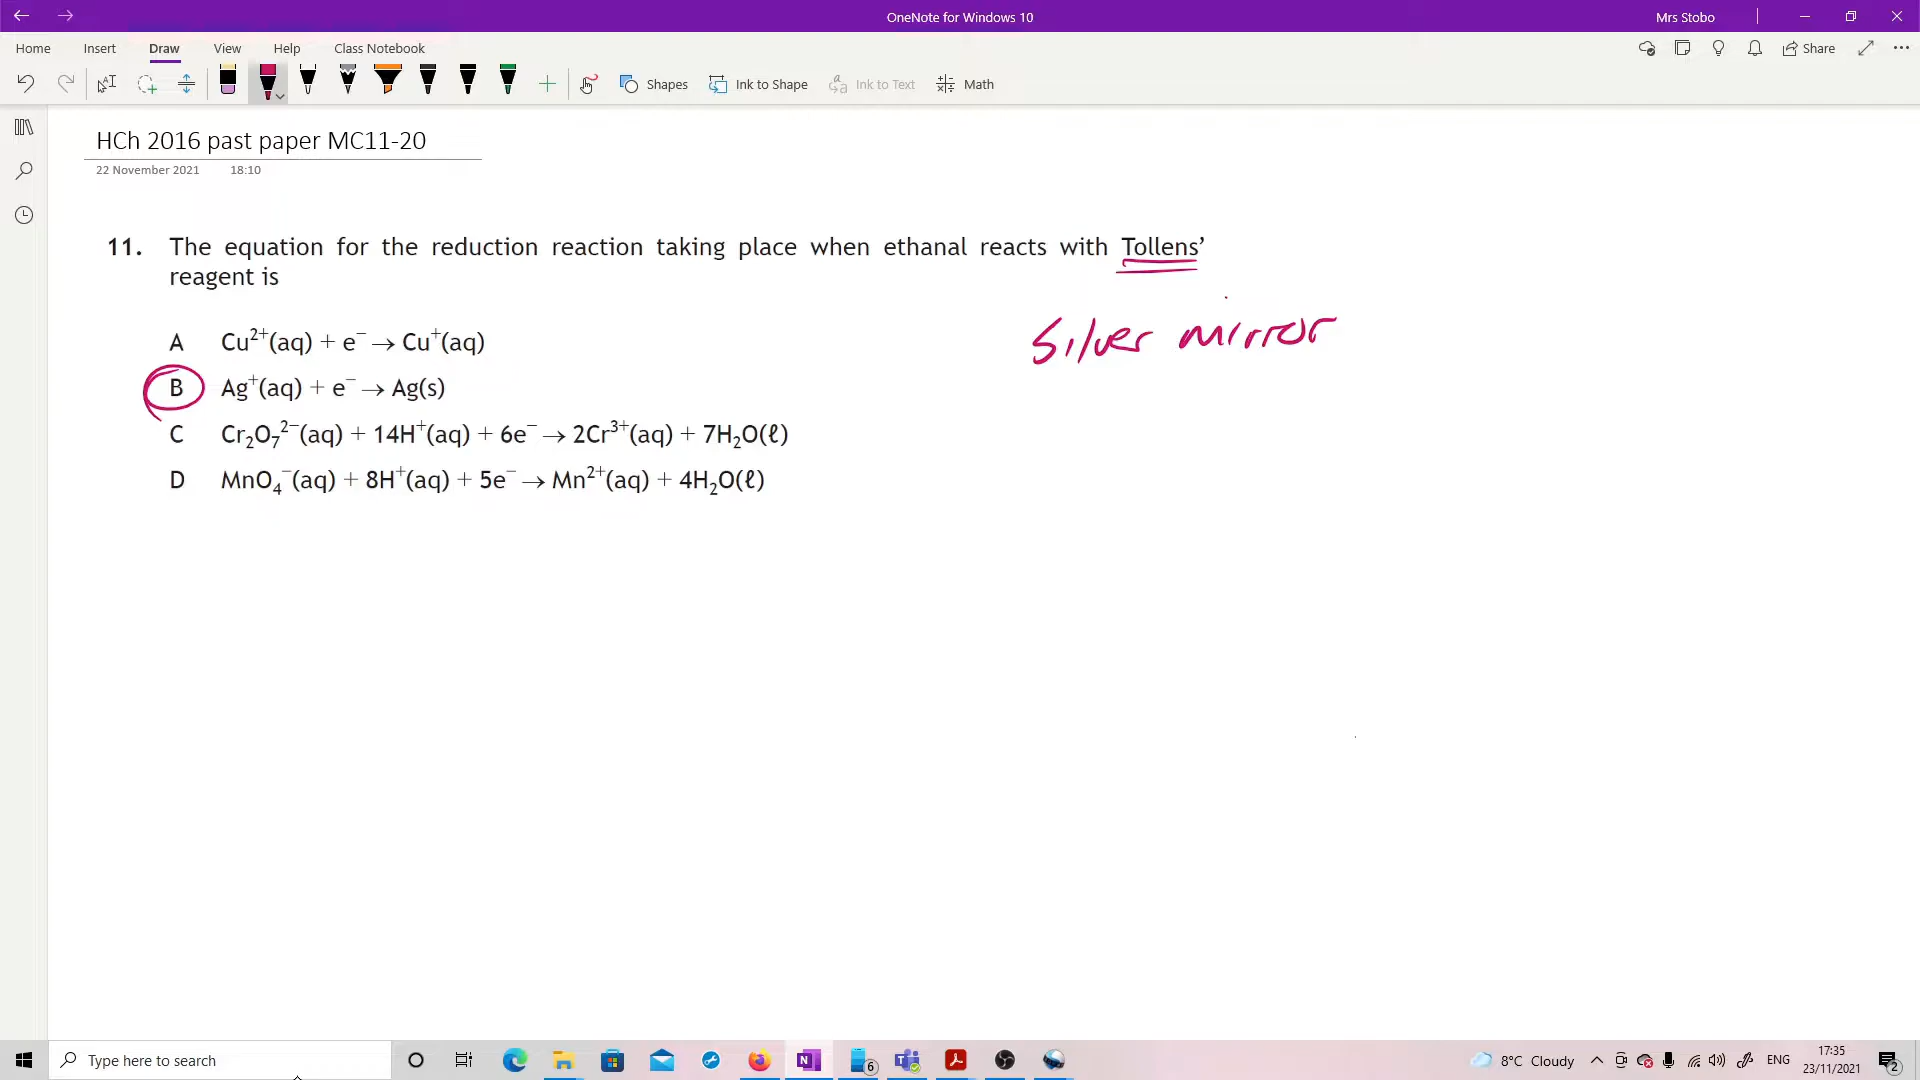 OneNote for Windows 10
Mrs Stobo
Home Insert Draw View Help Class Notebook
Share
Shapes Ink to Shape Ink to Text Math
HCh 2016 past paper MC11-20
22 November 2021 18:10
11. The equation for the reduction reaction taking place when ethanal reacts with Tollens’
reagent is
Silver mirror
A Cu²⁺(aq) + e⁻ → Cu⁺(aq)
B Ag⁺(aq) + e⁻ → Ag(s)
C Cr₂O₇²⁻(aq) + 14H⁺(aq) + 6e⁻ → 2Cr³⁺(aq) + 7H₂O(ℓ)
D MnO₄⁻(aq) + 8H⁺(aq) + 5e⁻ → Mn²⁺(aq) + 4H₂O(ℓ)
Type here to search
6
8°C Cloudy
ENG
17:35
23/11/2021
2